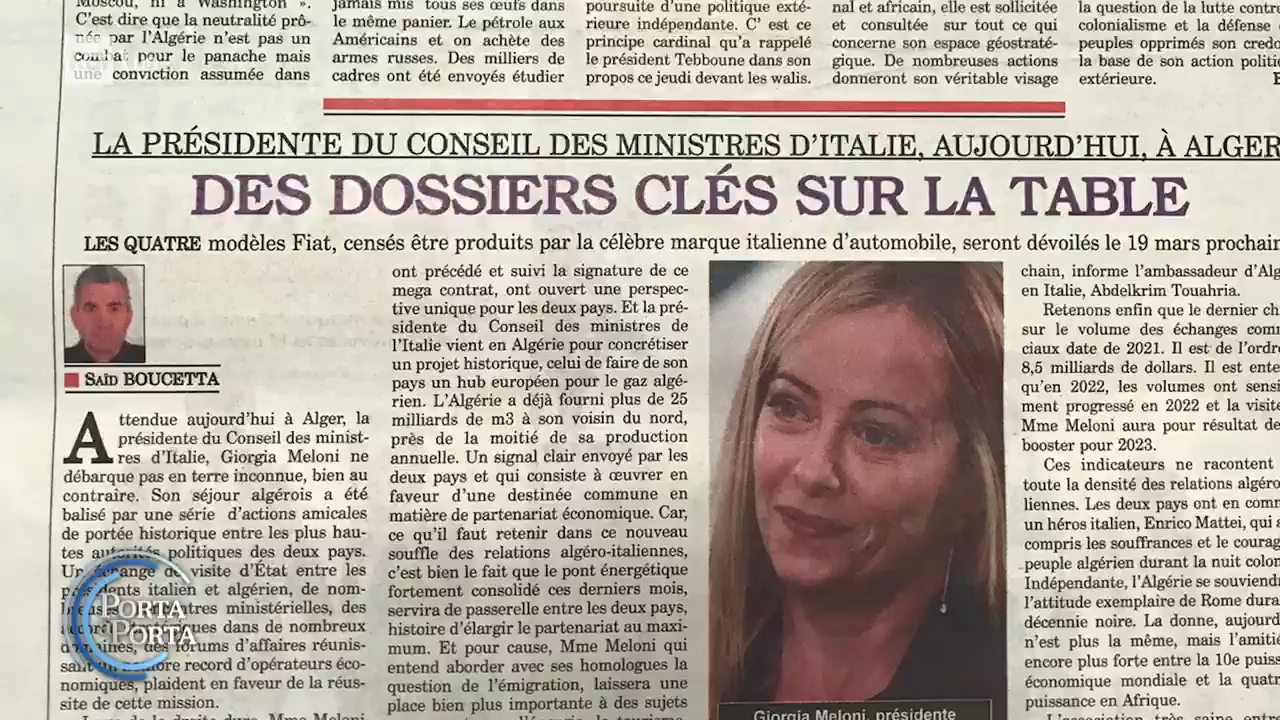 Moscou, ni à Washington ».
C'est dire que la neutralité prô-
née par l'Algérie n'est pas un
combat pour le panache mais
une conviction assumée dans
jamais mis tous ses œufs dans
le même panier. Le pétrole aux
Américains et on achète des
armes russes. Des milliers de
cadres ont été envoyés étudier
poursuite d'une politique exté-
rieure indépendante. C' est ce
principe cardinal qu'a rappelé
le président Tebboune dans son
propos ce jeudi devant les walis.
nal et africain, elle est sollicitée
et consultée sur tout ce qui
concerne son espace géostraté-
gique. De nombreuses actions
donneront son véritable visage
la question de la lutte contre
colonialisme et la défense
peuples opprimés son credo
la base de son action politi
extérieure.
LA PRÉSIDENTE DU CONSEIL DES MINISTRES D'ITALIE, AUJOURD'HUI, À ALGER
DES DOSSIERS CLÉS SUR LA TABLE
LES QUATRE modèles Fiat, censés être produits par la célèbre marque italienne d'automobile, seront dévoilés le 19 mars prochain
SAÏD BOUCETTA
Attendue aujourd'hui à Alger, la
présidente du Conseil des minist-
res d'Italie, Giorgia Meloni ne
débarque pas en terre inconnue, bien au
contraire. Son séjour algérois a été
balisé par une série d'actions amicales
de portée historique entre les plus hau-
tes autorités politiques des deux pays.
Un échange de visite d'État entre les
présidents italien et algérien, de nom-
breuses rencontres ministérielles, des
accords stratégiques dans de nombreux
domaines, des forums d'affaires réunis-
sant un nombre record d'opérateurs éco-
nomiques, plaident en faveur de la réus-
site de cette mission.
PORTA
a PORTA
ont précédé et suivi la signature de ce
mega contrat, ont ouvert une perspec-
tive unique pour les deux pays. Et la pré-
sidente du Conseil des ministres de
l'Italie vient en Algérie pour concrétiser
un projet historique, celui de faire de son
pays un hub européen pour le gaz algé-
rien. L'Algérie a déjà fourni plus de 25
milliards de m3 à son voisin du nord,
près de la moitié de sa production
annuelle. Un signal clair envoyé par les
deux pays et qui consiste à œuvrer en
faveur d'une destinée commune en
matière de partenariat économique. Car,
ce qu'il faut retenir dans ce nouveau
souffle des relations algéro-italiennes,
c'est bien le fait que le pont énergétique
fortement consolidé ces derniers mois,
servira de passerelle entre les deux pays,
histoire d'élargir le partenariat au maxi-
mum. Et pour cause, Mme Meloni qui
entend aborder avec ses homologues la
question de l'émigration, laissera une
place bien plus importante à des sujets
Giorgia Meloni, présidente
chain, informe l'ambassadeur d'Alg
en Italie, Abdelkrim Touahria.
Retenons enfin que le dernier ch
sur le volume des échanges comm
ciaux date de 2021. Il est de l'ordre
8,5 milliards de dollars. Il est ente
qu'en 2022, les volumes ont sensi
ment progressé en 2022 et la visite
Mme Meloni aura pour résultat de
booster pour 2023.
Ces indicateurs ne racontent
toute la densité des relations algéro
liennes. Les deux pays ont en comm
un héros italien, Enrico Mattei, qui a
compris les souffrances et le courag
peuple algérien durant la nuit colon
Indépendante, l'Algérie se souviendr
l'attitude exemplaire de Rome dura
décennie noire. La donne, aujourd
n'est plus la même, mais l'amitié
encore plus forte entre la 10e puiss
économique mondiale et la quatr
puissance en Afrique.